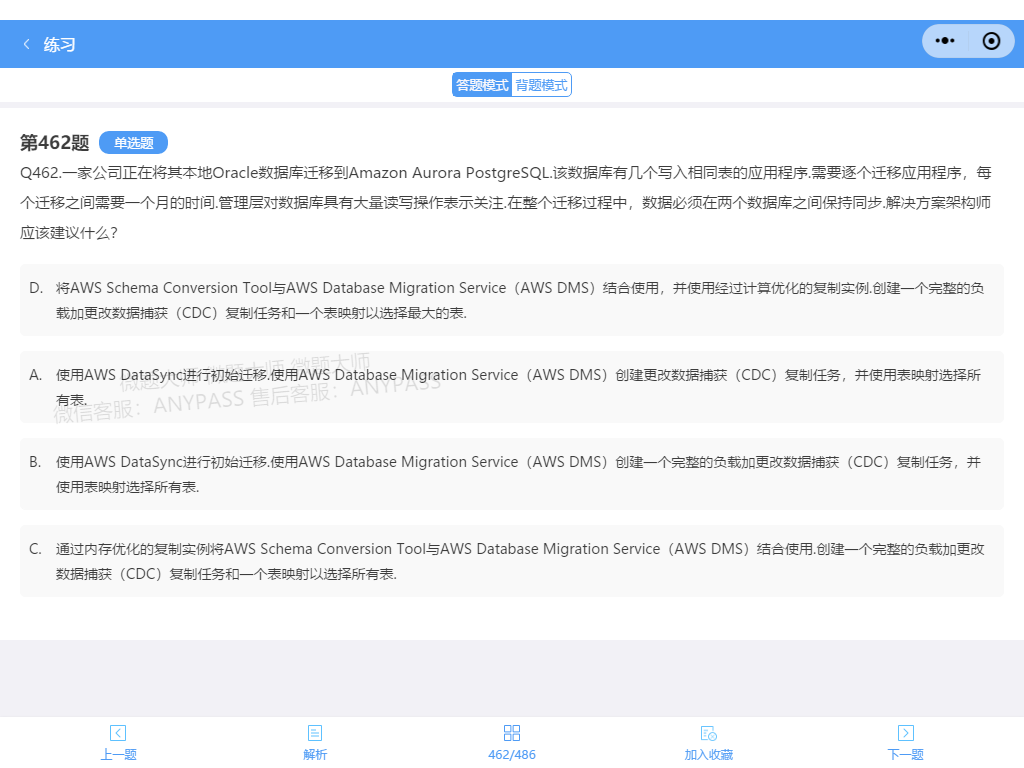 练习
答题模式 背题模式
第462题 单选题
Q462.一家公司正在将其本地Oracle数据库迁移到Amazon Aurora PostgreSQL.该数据库有几个写入相同表的应用程序.需要逐个迁移应用程序，每
个迁移之间需要一个月的时间.管理层对数据库具有大量读写操作表示关注.在整个迁移过程中，数据必须在两个数据库之间保持同步.解决方案架构师
应该建议什么?
D. 将AWS Schema Conversion Tool与AWS Database Migration Service（AWS DMS）结合使用，并使用经过计算优化的复制实例.创建一个完整的负
载加更改数据捕获（CDC）复制任务和一个表映射以选择最大的表.
A. 使用AWS DataSync进行初始迁移.使用AWS Database Migration Service（AWS DMS）创建更改数据捕获（CDC）复制任务，并使用表映射选择所
有表.
微题大师 微题大师 微题大师
微信客服：ANYPASS 售后客服：ANYPASS
B. 使用AWS DataSync进行初始迁移.使用AWS Database Migration Service（AWS DMS）创建一个完整的负载加更改数据捕获（CDC）复制任务，并
使用表映射选择所有表.
C. 通过内存优化的复制实例将AWS Schema Conversion Tool与AWS Database Migration Service（AWS DMS）结合使用.创建一个完整的负载加更改
数据捕获（CDC）复制任务和一个表映射以选择所有表.
上一题 解析 462/486 加入收藏 下一题